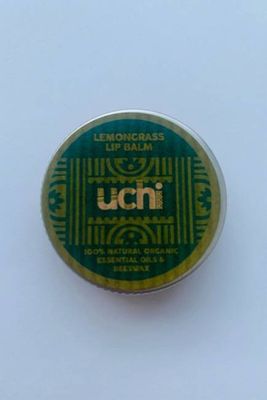 LEMONGRASS
LIP BALM
uchi
100% NATURAL ORGANIC
ESSENTIAL OILS &
BEESWAX